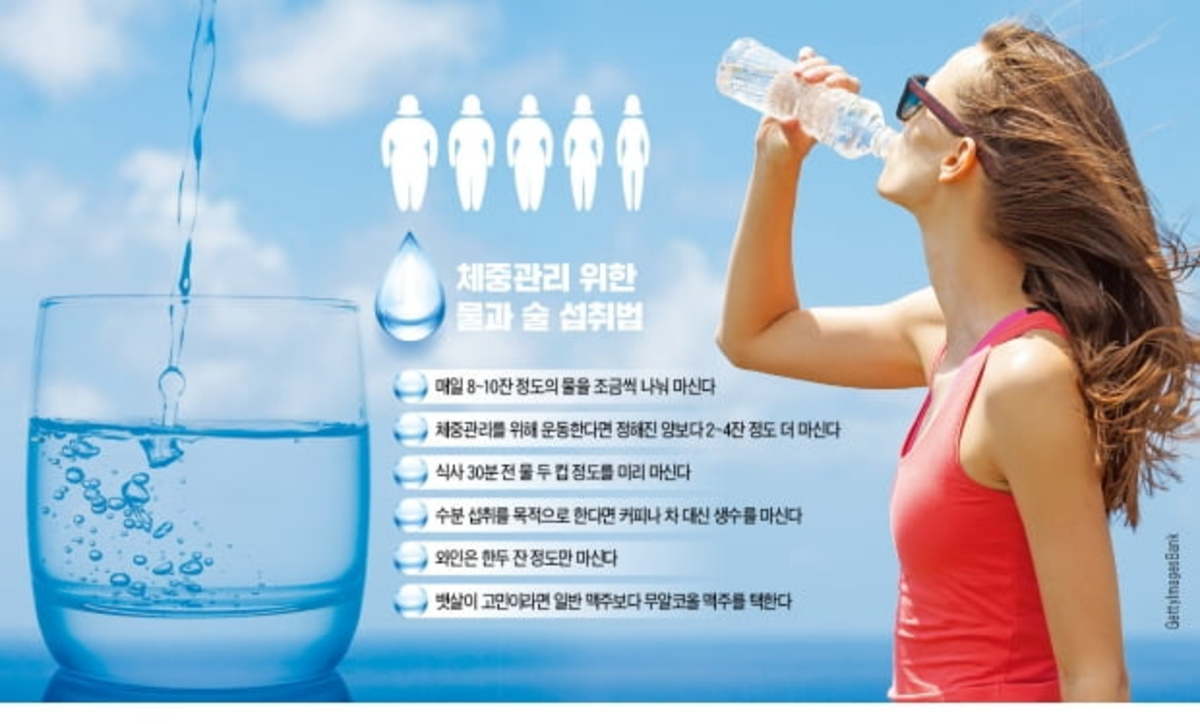 체중관리 위한
물과 술 섭취법
매일 8~10잔 정도의 물을 조금씩 나눠 마신다
체중관리를 위해 운동한다면 정해진 양보다 2~4잔 정도 더 마신다
식사 30분 전 물 두 컵 정도를 미리 마신다
수분 섭취를 목적으로 한다면 커피나 차 대신 생수를 마신다
와인은 한두 잔 정도만 마신다
뱃살이 고민이라면 일반 맥주보다 무알코올 맥주를 택한다
GettyImagesBank